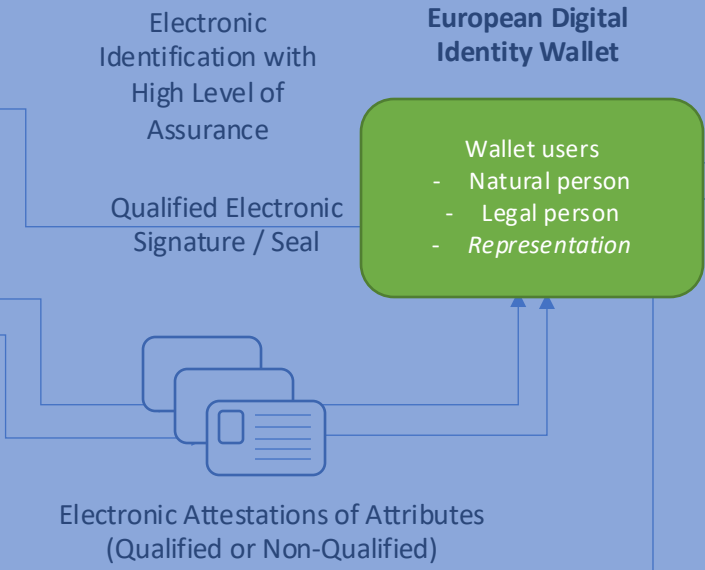 Electronic
Identification with
High Level of
Assurance
European Digital
Identity Wallet
Wallet users
- Natural person
- Legal person
- Representation
Qualified Electronic
Signature / Seal
Electronic Attestations of Attributes
(Qualified or Non-Qualified)